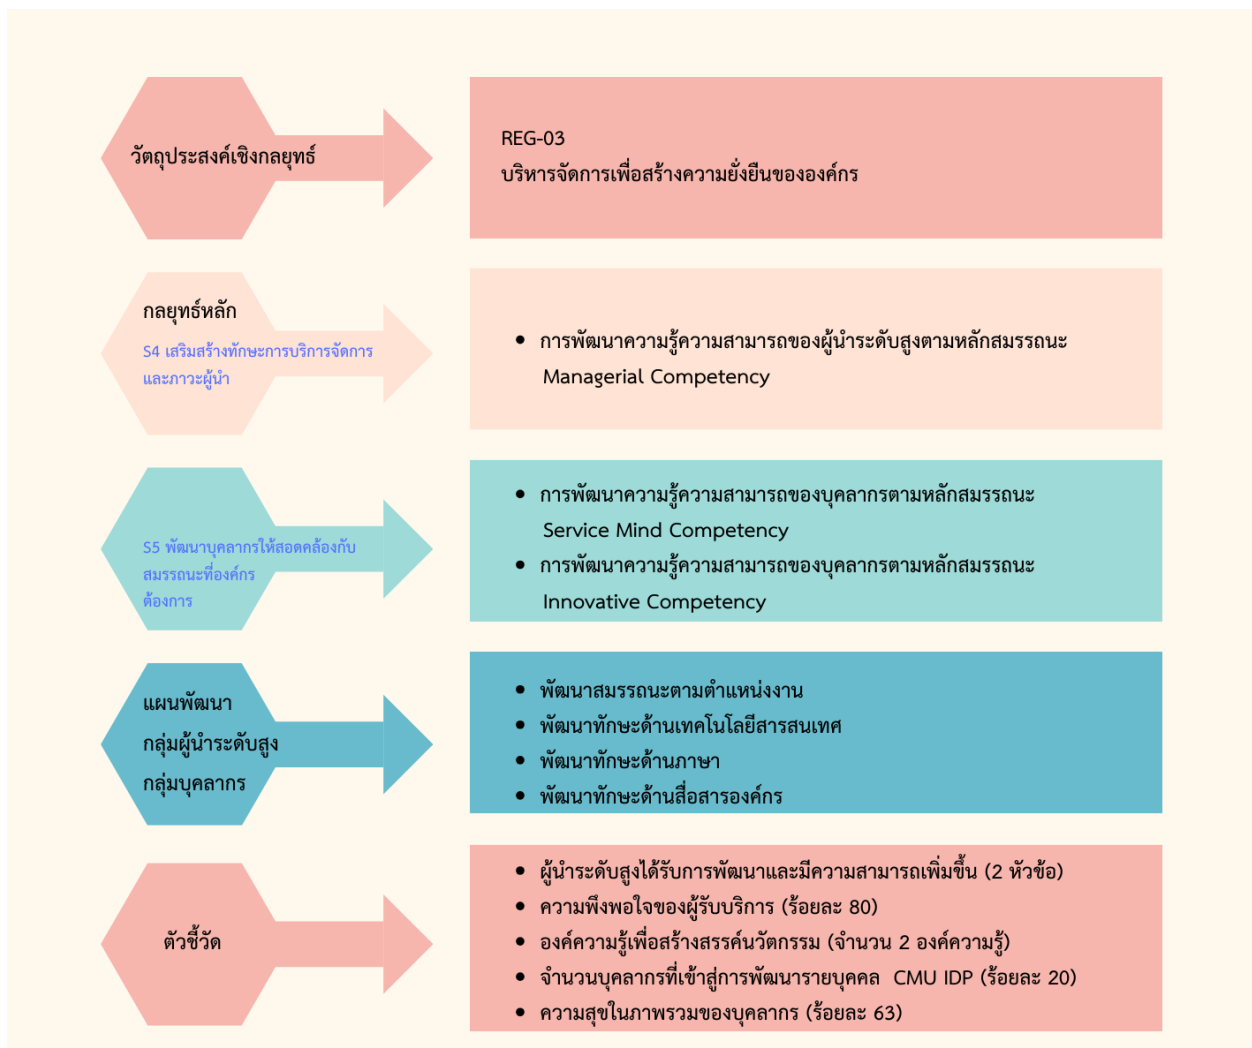 วัตถุประสงค์เชิงกลยุทธ์
REG-03
บริหารจัดการเพื่อสร้างความยั่งยืนขององค์กร
กลยุทธ์หลัก
S4 เสริมสร้างทักษะการบริการจัดการ
และภาวะผู้นำ
• การพัฒนาความรู้ความสามารถของผู้นำระดับสูงตามหลักสมรรถนะ
Managerial Competency
S5 พัฒนาบุคลากรให้สอดคล้องกับ
สมรรถนะที่องค์กร
ต้องการ
• การพัฒนาความรู้ความสามารถของบุคลากรตามหลักสมรรถนะ
Service Mind Competency
• การพัฒนาความรู้ความสามารถของบุคลากรตามหลักสมรรถนะ
Innovative Competency
แผนพัฒนา
กลุ่มผู้นำระดับสูง
กลุ่มบุคลากร
• พัฒนาสมรรถนะตามตำแหน่งงาน
• พัฒนาทักษะด้านเทคโนโลยีสารสนเทศ
• พัฒนาทักษะด้านภาษา
• พัฒนาทักษะด้านสื่อสารองค์กร
ตัวชี้วัด
• ผู้นำระดับสูงได้รับการพัฒนาและมีความสามารถเพิ่มขึ้น (2 หัวข้อ)
• ความพึงพอใจของผู้รับบริการ (ร้อยละ 80)
• องค์ความรู้เพื่อสร้างสรรค์นวัตกรรม (จำนวน 2 องค์ความรู้)
• จำนวนบุคลากรที่เข้าสู่การพัฒนารายบุคคล CMU IDP (ร้อยละ 20)
• ความสุขในภาพรวมของบุคลากร (ร้อยละ 63)